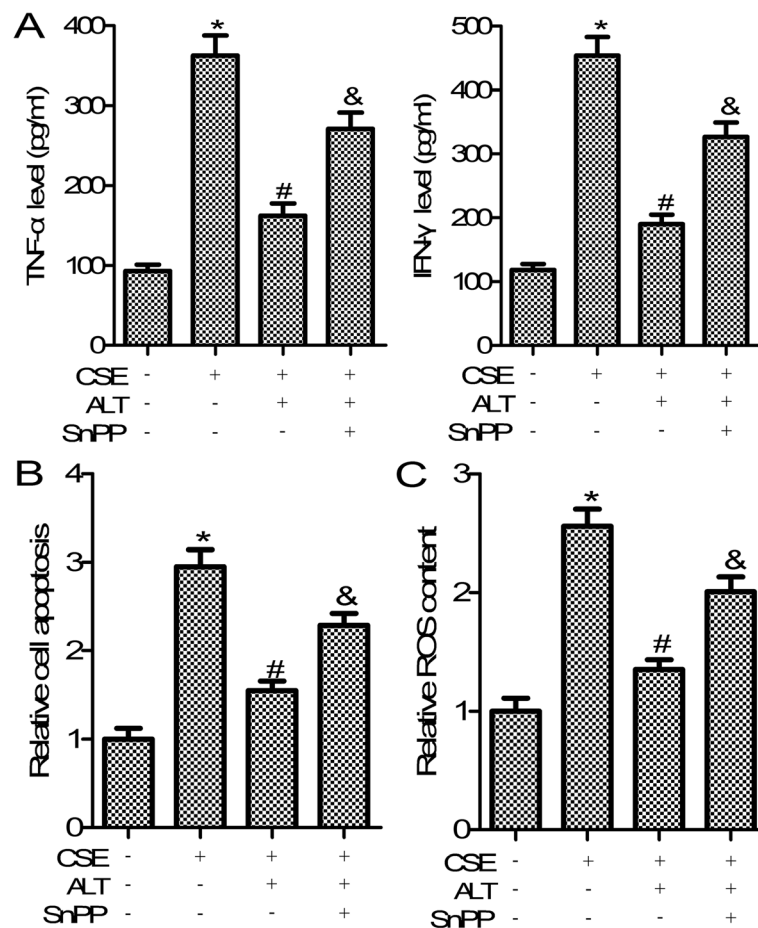 A
TNF-α level (pg/ml)
400
300
200
100
0
*
#
&
CSE - + + +
ALT - - + +
SnPP - - - +
IFN-γ level (pg/ml)
500
400
300
200
100
0
*
#
&
CSE - + + +
ALT - - + +
SnPP - - - +
B
Relative cell apoptosis
4
3
2
1
0
*
#
&
CSE - + + +
ALT - - + +
SnPP - - - +
C
Relative ROS content
3
2
1
0
*
#
&
CSE - + + +
ALT - - + +
SnPP - - - +